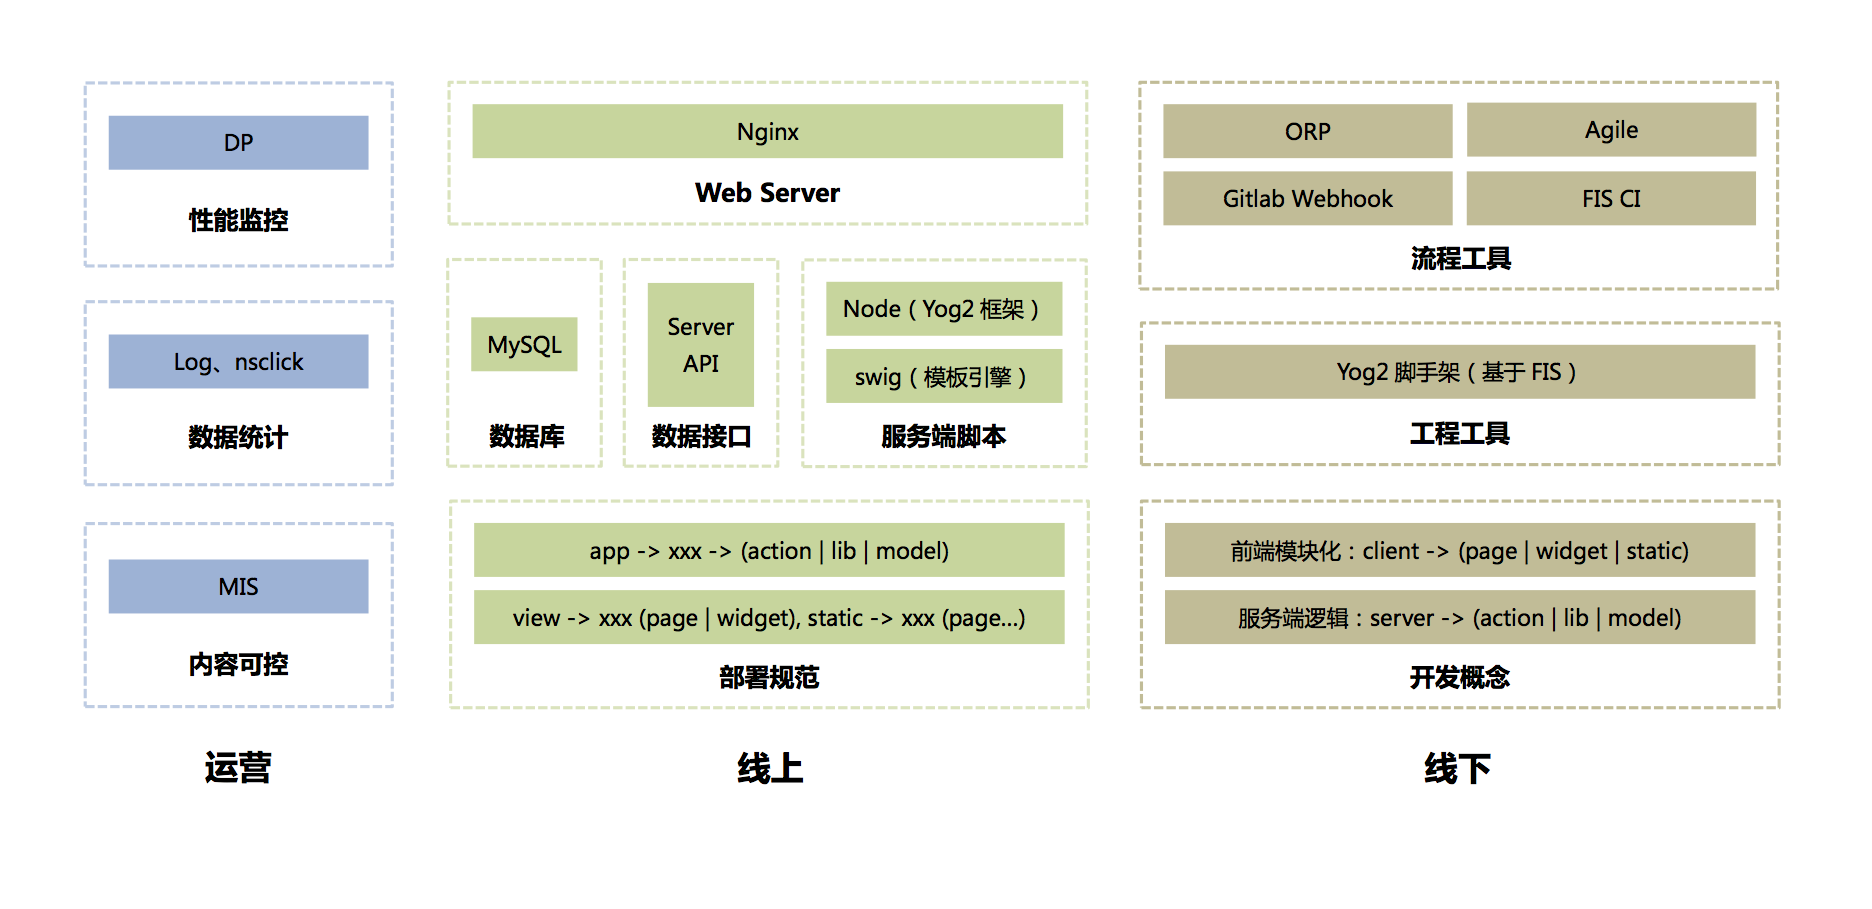 DP
性能监控
Log、nsclick
数据统计
MIS
内容可控
运营
Nginx
Web Server
MySQL
数据库
Server
API
数据接口
Node（Yog2 框架）
swig（模板引擎）
服务端脚本
app -> xxx -> (action | lib | model)
view -> xxx (page | widget), static -> xxx (page...)
部署规范
线上
ORP
Agile
Gitlab Webhook
FIS CI
流程工具
Yog2 脚手架（基于 FIS）
工程工具
前端模块化：client -> (page | widget | static)
服务端逻辑：server -> (action | lib | model)
开发概念
线下